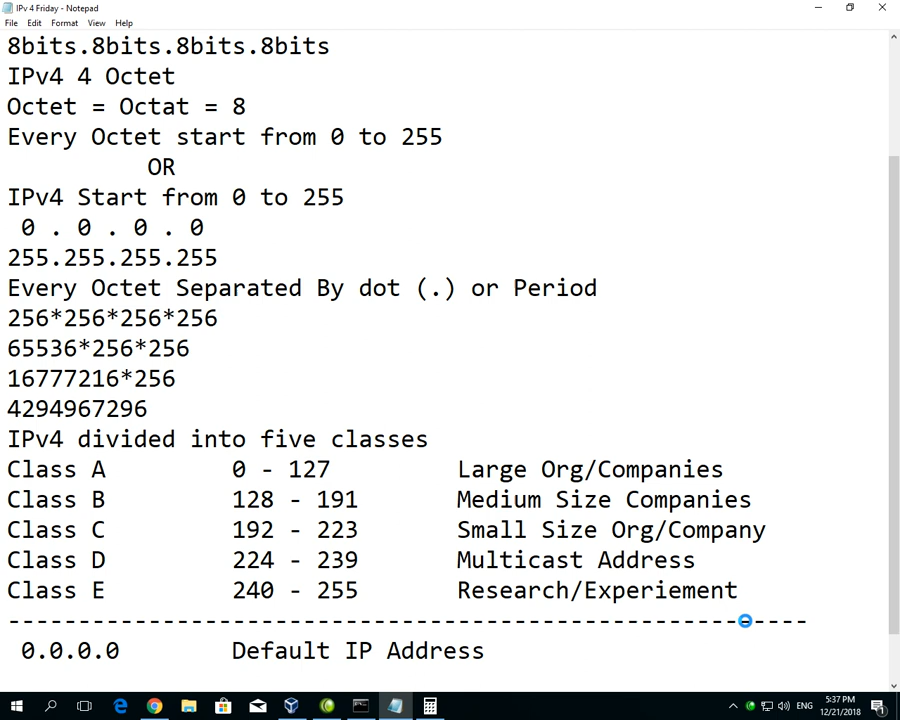 IPv 4 Friday - Notepad
File Edit Format View Help
8bits.8bits.8bits.8bits
IPv4 4 Octet
Octet = Octat = 8
Every Octet start from 0 to 255
OR
IPv4 Start from 0 to 255
0 . 0 . 0 . 0
255.255.255.255
Every Octet Separated By dot (.) or Period
256*256*256*256
65536*256*256
16777216*256
4294967296
IPv4 divided into five classes
Class A 0 - 127 Large Org/Companies
Class B 128 - 191 Medium Size Companies
Class C 192 - 223 Small Size Org/Company
Class D 224 - 239 Multicast Address
Class E 240 - 255 Research/Experiement
---------------------------------------------------------
0.0.0.0 Default IP Address
ENG 5:37 PM
12/21/2018 1